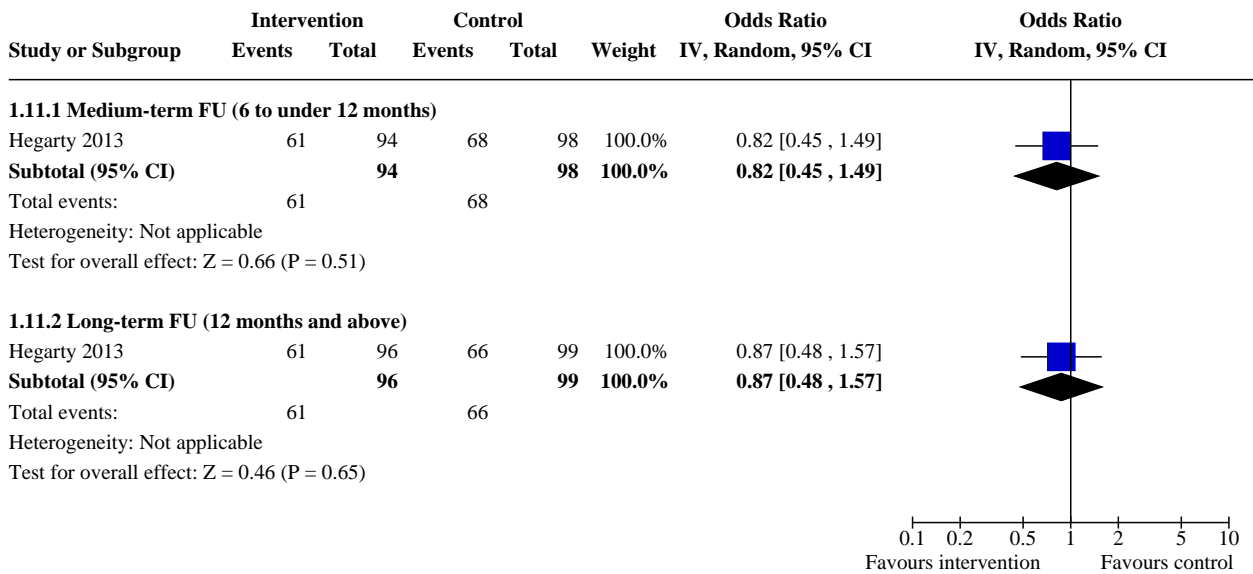 Intervention Control Odds Ratio Odds Ratio
Study or Subgroup Events Total Events Total Weight IV, Random, 95% CI IV, Random, 95% CI
1.11.1 Medium-term FU (6 to under 12 months)
Hegarty 2013 61 94 68 98 100.0% 0.82 [0.45 , 1.49]
Subtotal (95% CI) 94 98 100.0% 0.82 [0.45 , 1.49]
Total events: 61 68
Heterogeneity: Not applicable
Test for overall effect: Z = 0.66 (P = 0.51)
1.11.2 Long-term FU (12 months and above)
Hegarty 2013 61 96 66 99 100.0% 0.87 [0.48 , 1.57]
Subtotal (95% CI) 96 99 100.0% 0.87 [0.48 , 1.57]
Total events: 61 66
Heterogeneity: Not applicable
Test for overall effect: Z = 0.46 (P = 0.65)
0.1 0.2 0.5 1 2 5 10
Favours intervention Favours control